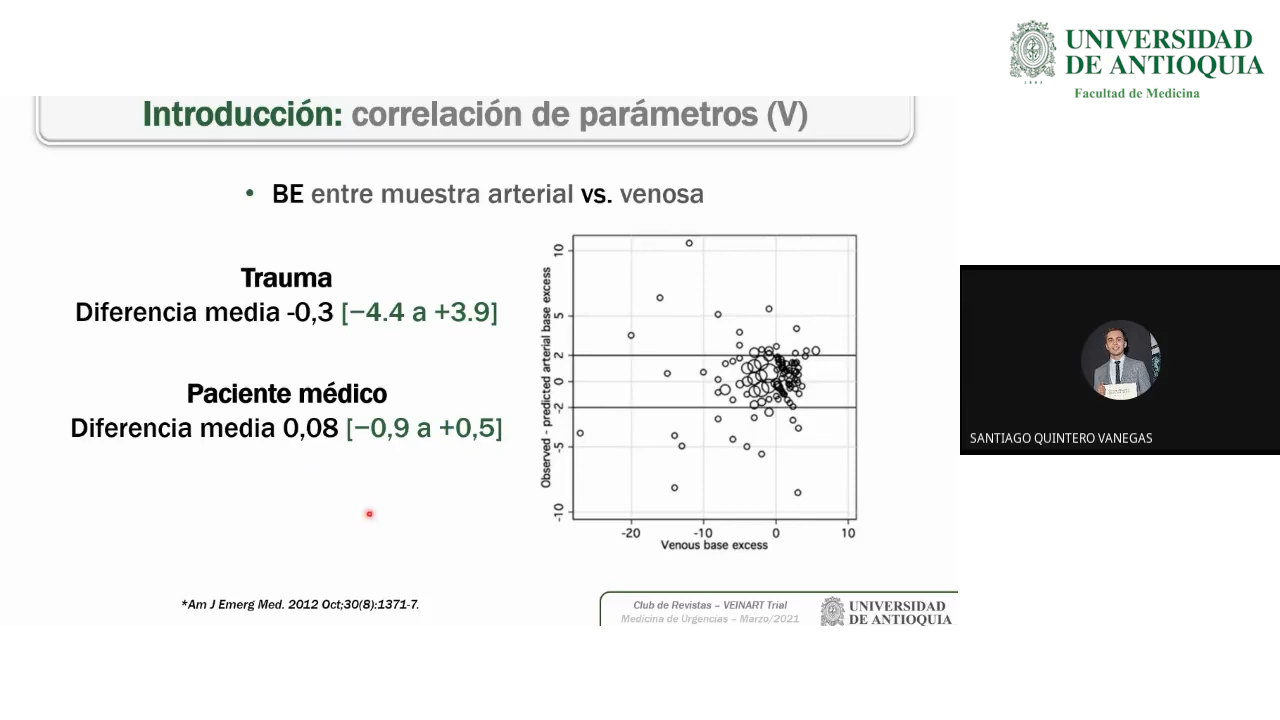 UNIVERSIDAD
DE ANTIOQUIA
1803
Facultad de Medicina
Introducción: correlación de parámetros (V)
• BE entre muestra arterial vs. venosa
Trauma
Diferencia media -0,3 [−4.4 a +3.9]
Paciente médico
Diferencia media 0,08 [−0,9 a +0,5]
Observed - predicted arterial base excess
10
5
2
0
-2
-5
-10
-20 -10 0 10
Venous base excess
SANTIAGO QUINTERO VANEGAS
*Am J Emerg Med. 2012 Oct;30(8):1371-7.
Club de Revistas – VEINART Trial
Medicina de Urgencias – Marzo/2021
UNIVERSIDAD
DE ANTIOQUIA